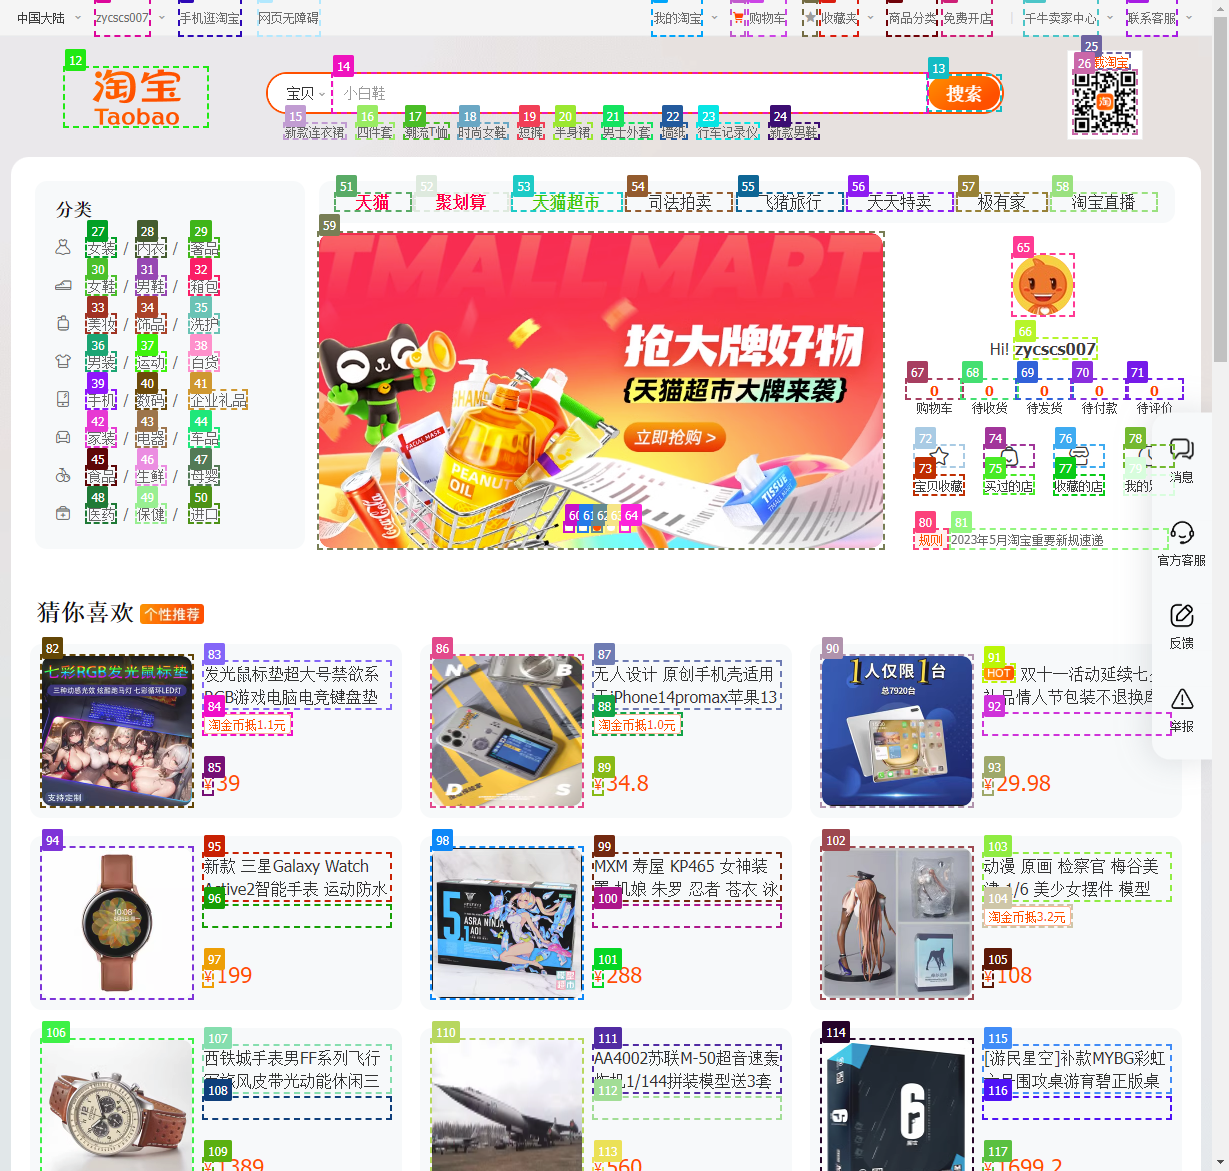 中国大陆
zycscs007
手机逛淘宝
网页无障碍
我的淘宝
购物车
收藏夹
商品分类
免费开店
千牛卖家中心
联系客服
12
淘宝
Taobao
宝贝
14
小白鞋
13
搜索
25
26
15 16 17 18 19 20 21 22 23 24
新款连衣裙 四件套 潮流T恤 时尚女鞋 短裤 半身裙 男士外套 墙纸 行车记录仪 新款男鞋
分类
27 28 29
女装 / 内衣 / 奢品
30 31 32
女鞋 / 男鞋 / 箱包
33 34 35
美妆 / 饰品 / 洗护
36 37 38
男装 / 运动 / 百货
39 40 41
手机 / 数码 / 企业礼品
42 43 44
家装 / 电器 / 车品
45 46 47
食品 / 生鲜 / 母婴
48 49 50
医药 / 保健 / 进口
51 52 53 54 55 56 57 58
天猫 聚划算 天猫超市 司法拍卖 飞猪旅行 天天特卖 极有家 淘宝直播
59
TMALL MART
抢大牌好物
{天猫超市大牌来袭}
立即抢购 >
FACIAL MASK
PEANUT
OIL
Coca-Cola
TISSUE
64
65
66
Hi! zycscs007
67 68 69 70 71
0 0 0 0 0
购物车 待收货 待发货 待付款 待评价
72 74 76 78
73 75 77 79
宝贝收藏 买过的店 收藏的店
80 81
规则 2023年5月淘宝重要新规速递
消息
官方客服
反馈
举报
猜你喜欢 个性推荐
82
七彩RGB发光鼠标垫
三种动感光效 炫酷跑马灯 七彩循环LED灯
支持定制
83
发光鼠标垫超大号禁欲系
RGB游戏电脑电竞键盘垫
84
淘金币抵1.1元
85
¥39
86
N B
D S
87
无人设计 原创手机壳适用
于iPhone14promax苹果13
88
淘金币抵1.0元
89
¥34.8
90
1人仅限1台
总7920台
91
HOT 双十一活动延续七夕
礼品情人节包装不退换库
92
93
¥29.98
94
10:08
95
新款 三星Galaxy Watch
Active2智能手表 运动防水
96
97
¥199
98
5.1
ASRA NINJA
AOI
99
MXM 寿屋 KP465 女神装
置 机娘 朱罗 忍者 苍衣 泳
100
101
¥288
102
103
动漫 原画 检察官 梅谷美
津 1/6 美少女摆件 模型
104
淘金币抵3.2元
105
¥108
106
107
西铁城手表男FF系列飞行
108
109
¥1389
110
111
AA4002苏联M-50超音速轰
炸机1/144拼装模型送3套
112
113
¥560
114
6
115
[游民星空]补款MYBG彩虹
六号围攻桌游育碧正版桌
116
117
¥1699.2